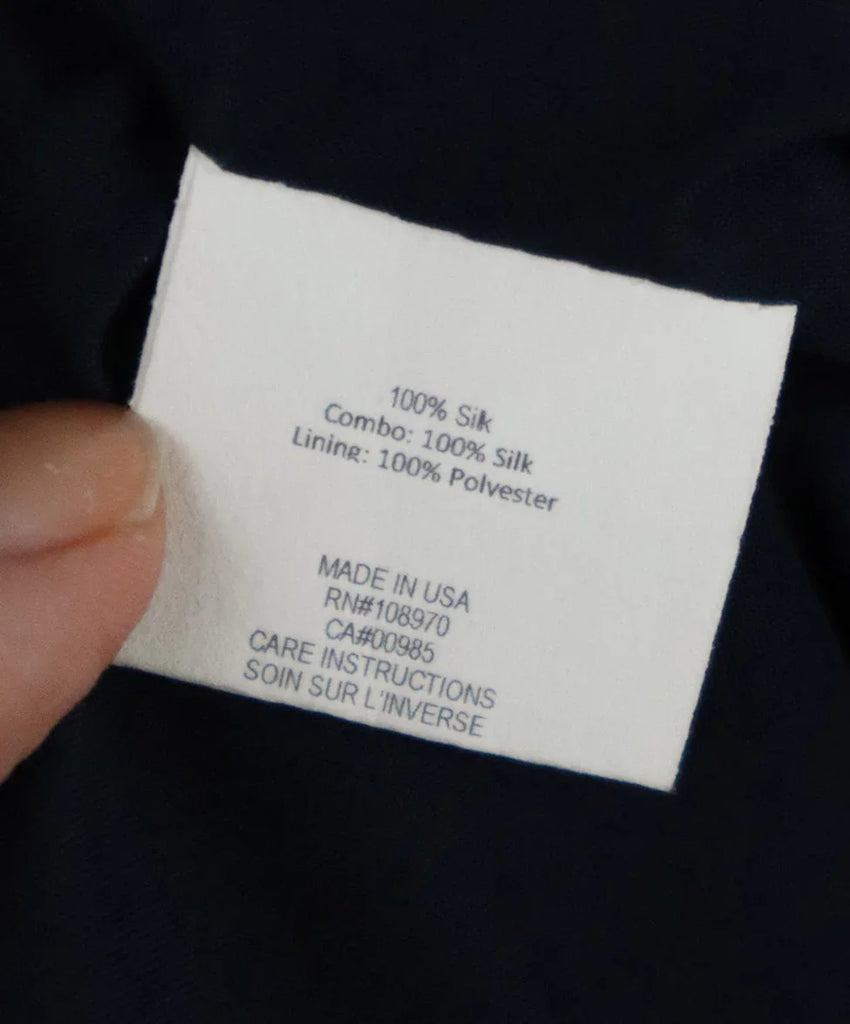 100% Silk
Combo: 100% Silk
Lining: 100% Polyester
MADE IN USA
RN#108970
CA#00985
CARE INSTRUCTIONS
SOIN SUR L'INVERSE